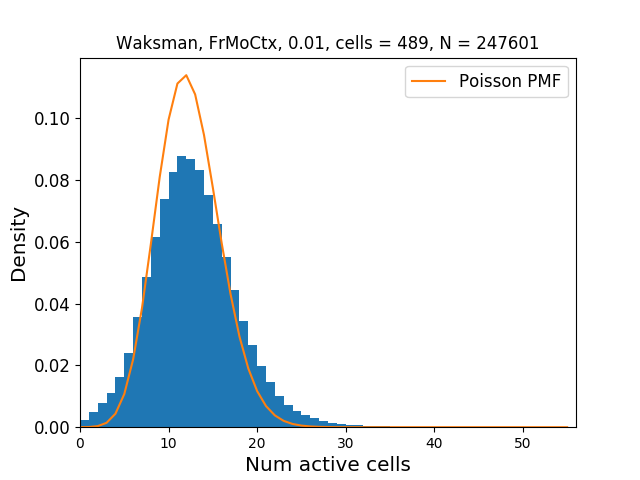 Waksman, FrMoCtx, 0.01, cells = 489, N = 247601
Poisson PMF
0.10
0.08
0.06
0.04
0.02
0.00
Density
0 10 20 30 40 50
Num active cells